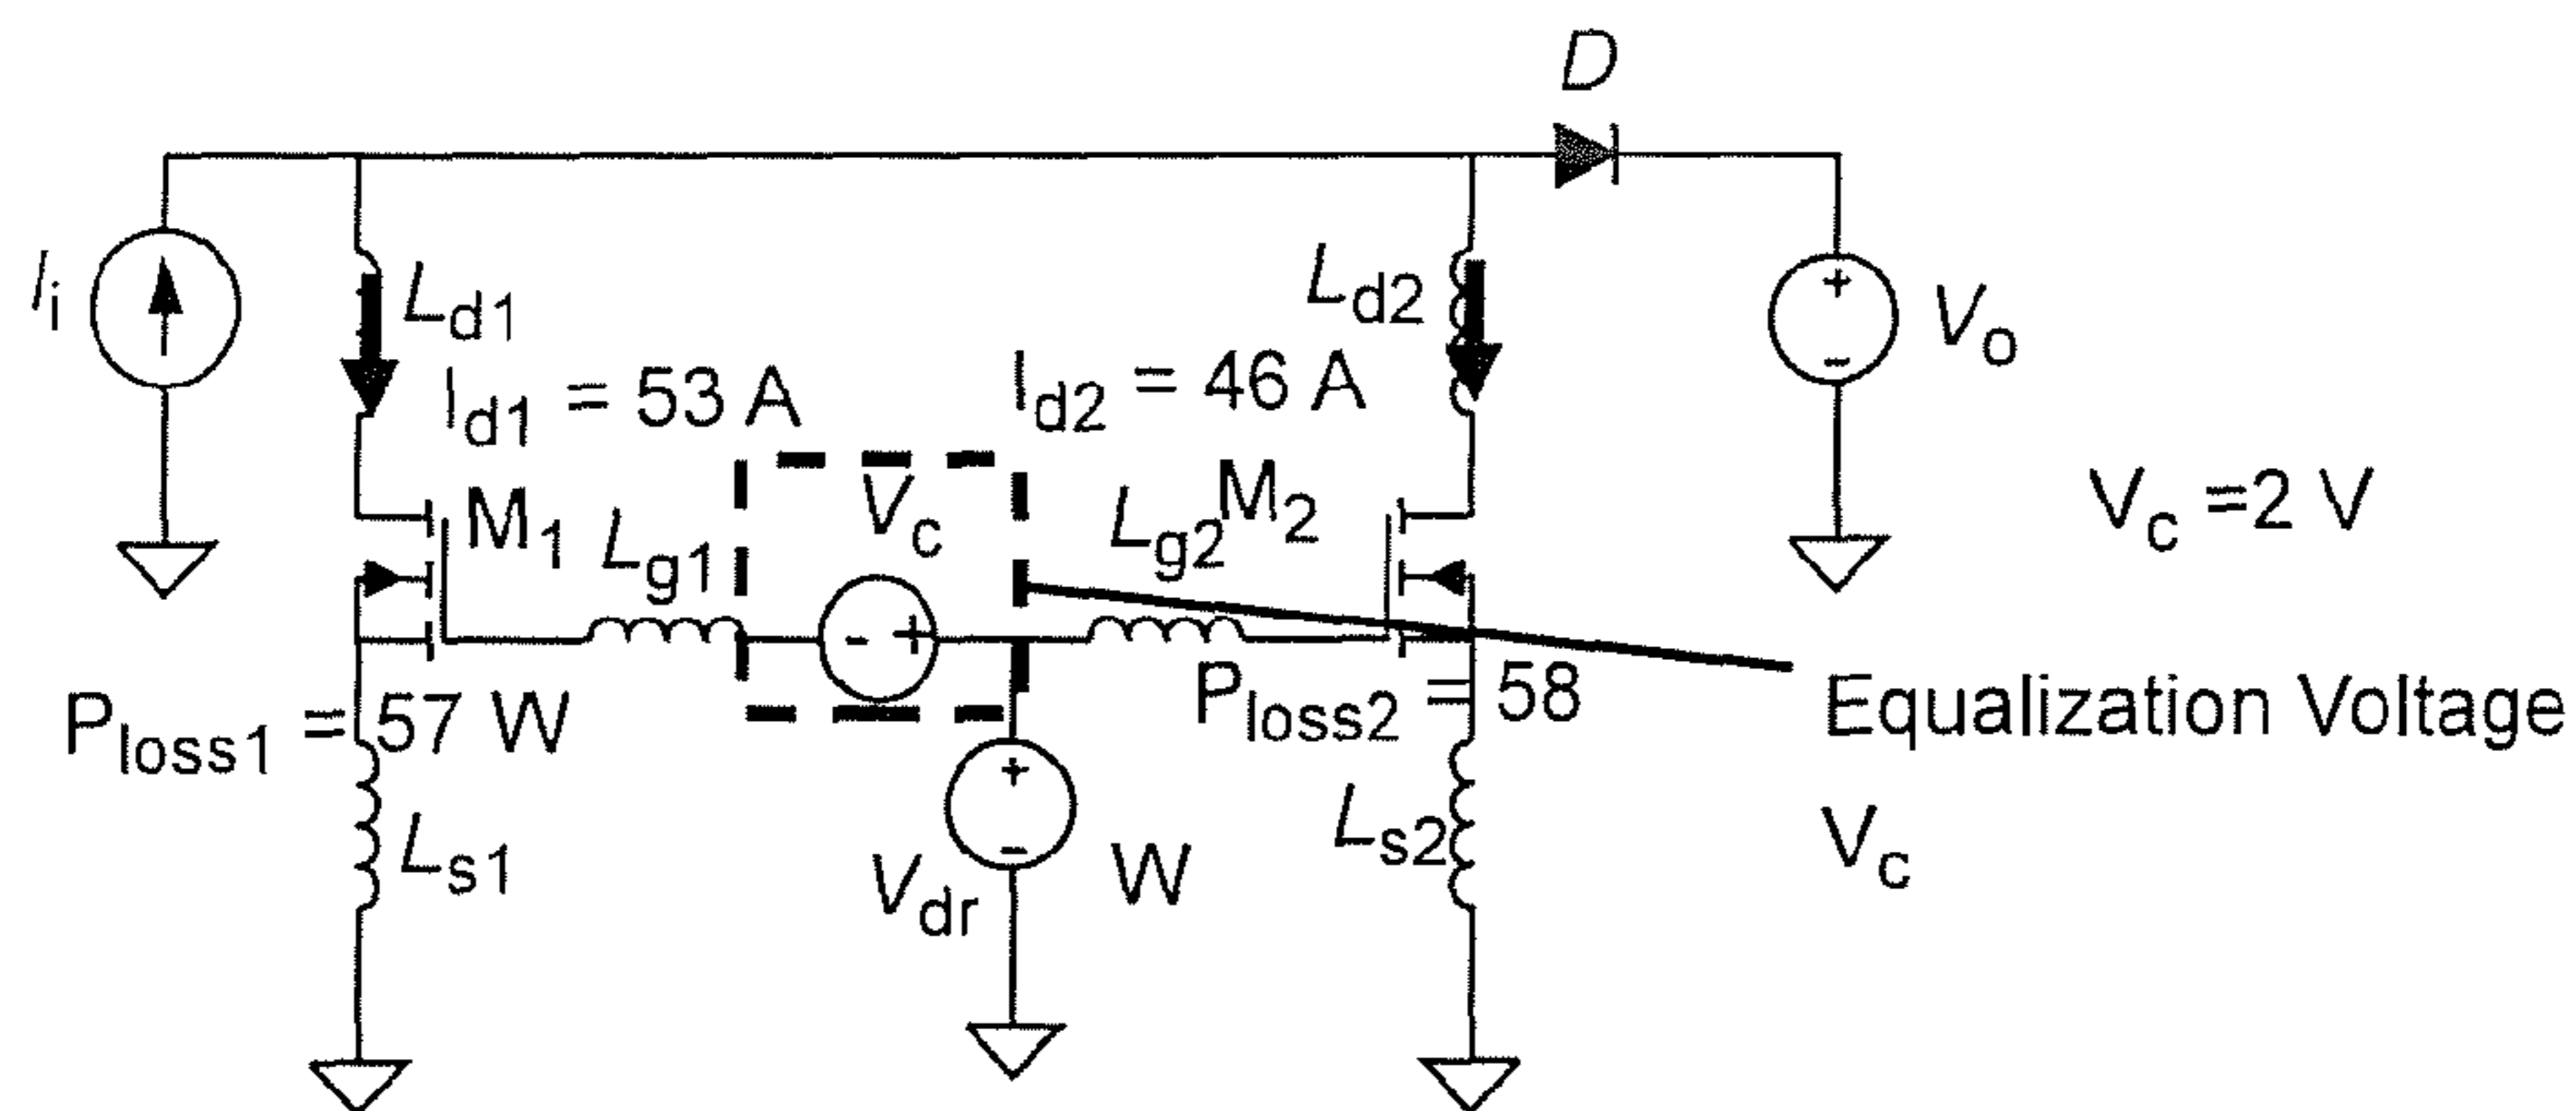 D
I_i
L_d1
L_d2
+
-
V_o
I_d1 = 53 A
I_d2 = 46 A
M_1
L_g1
V_c
L_g2
M_2
V_c =2 V
- +
P_loss1 = 57 W
P_loss2 = 58
W
Equalization Voltage
V_c
L_s1
+
-
V_dr
L_s2